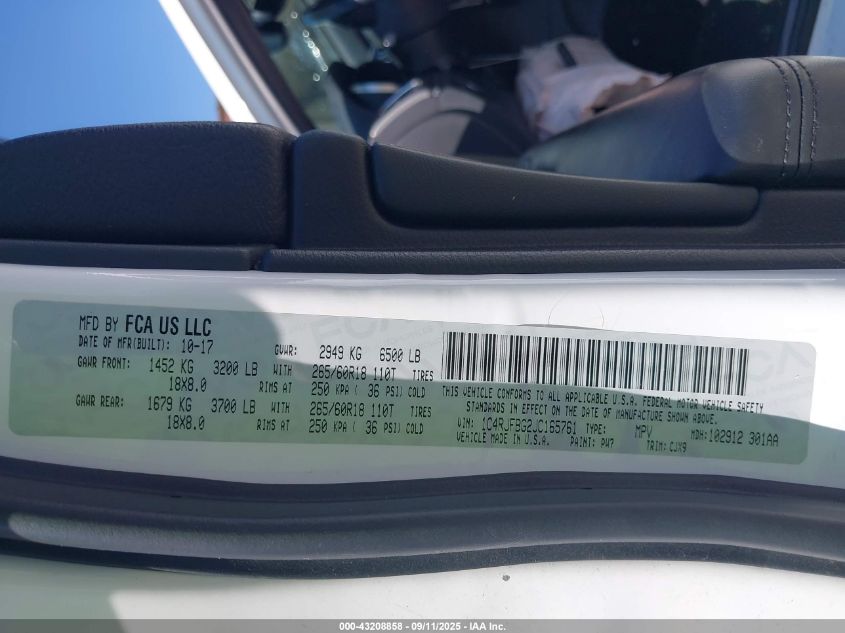 MFD BY FCA US LLC
DATE OF MFR(BUILT): 10-17 GVWR: 2949 KG 6500 LB
GAWR FRONT: 1452 KG 3200 LB WITH 265/60R18 110T TIRES
18X8.0 RIMS AT 250 KPA ( 36 PSI) COLD
GAWR REAR: 1679 KG 3700 LB WITH 265/60R18 110T TIRES
18X8.0 RIMS AT 250 KPA ( 36 PSI) COLD
THIS VEHICLE CONFORMS TO ALL APPLICABLE U.S.A. FEDERAL MOTOR VEHICLE SAFETY
STANDARDS IN EFFECT ON THE DATE OF MANUFACTURE SHOWN ABOVE.
VIN: 1C4RJFBG2JC165761 TYPE: MPV MDH: 102912 301AA
VEHICLE MADE IN U.S.A. PAINT: PW7 TRIM: CJX9
000-43208858 - 09/11/2025 - IAA Inc.